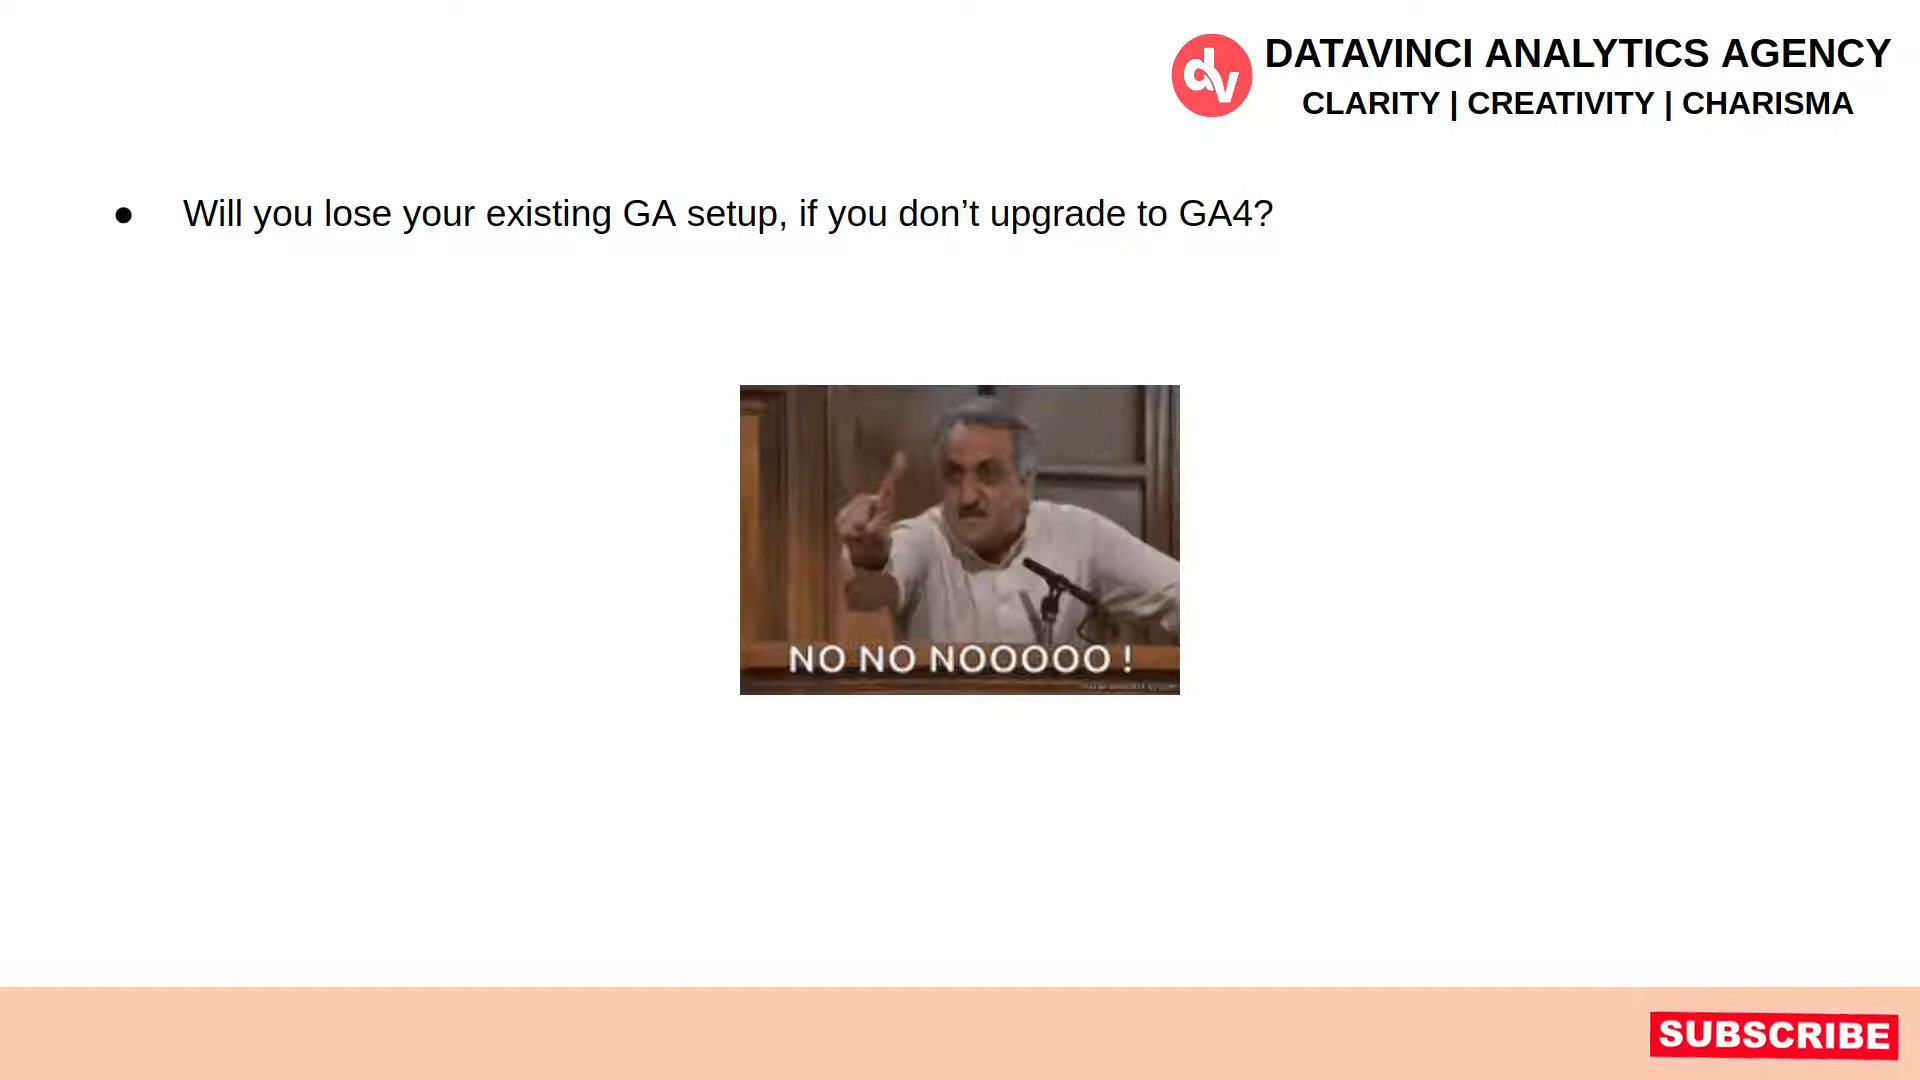 dv
DATAVINCI ANALYTICS AGENCY
CLARITY | CREATIVITY | CHARISMA
● Will you lose your existing GA setup, if you don’t upgrade to GA4?
NO NO NOOOOO !
SUBSCRIBE